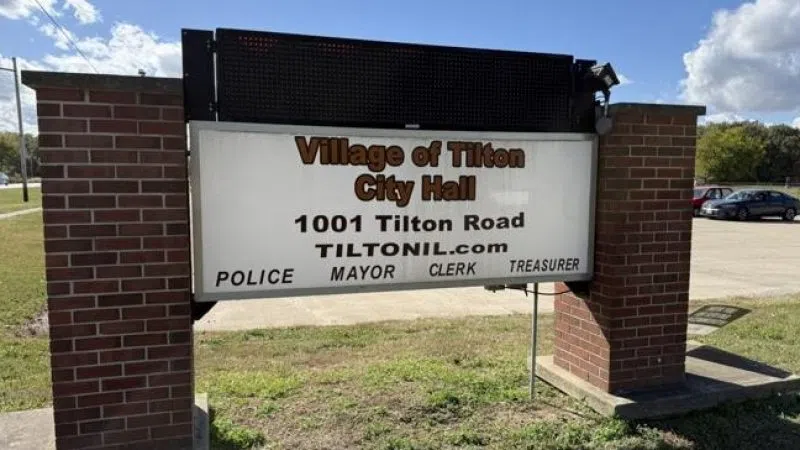 Village of Tilton
City Hall
1001 Tilton Road
TILTONIL.com
POLICE MAYOR CLERK TREASURER